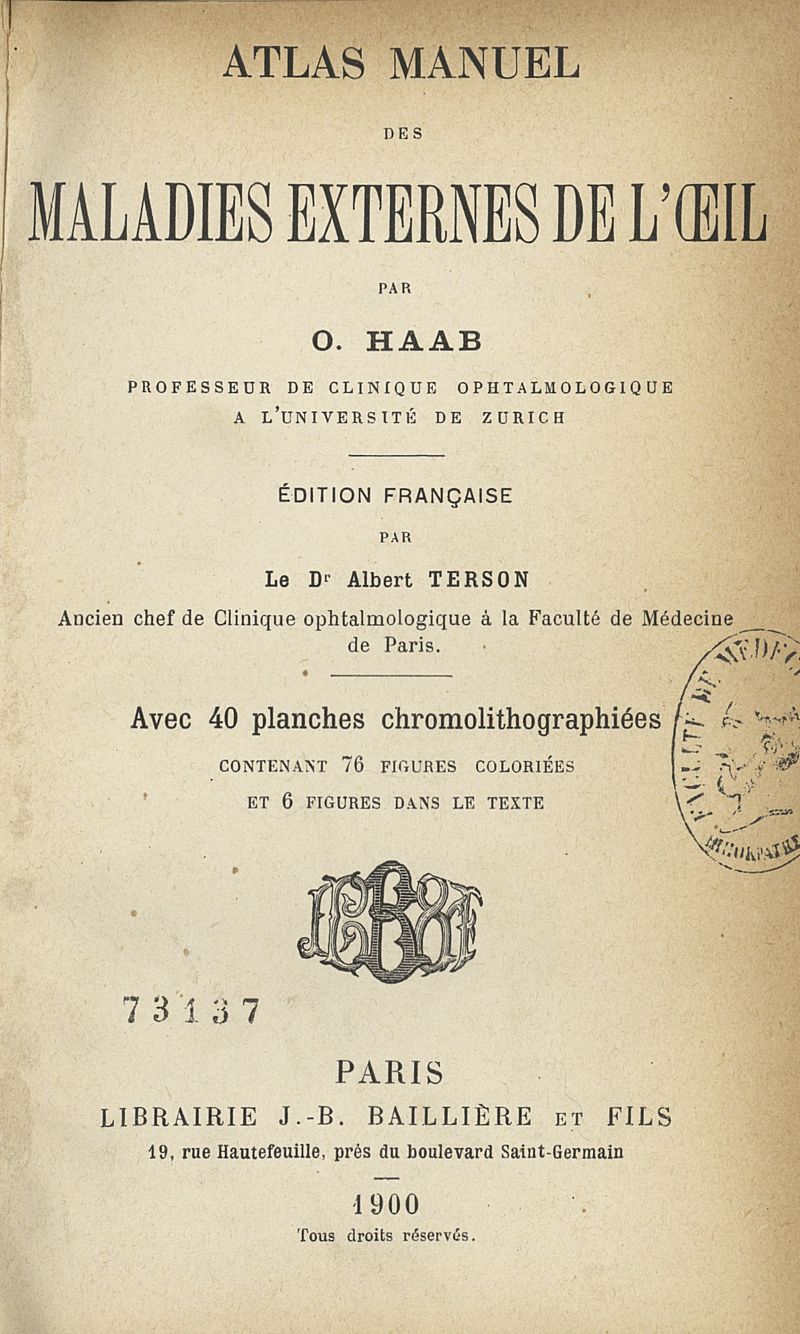 ATLAS MANUEL
DES
MALADIES EXTERNES DE L'ŒIL
PAR
O. HAAB
PROFESSEUR DE CLINIQUE OPHTALMOLOGIQUE
A L'UNIVERSITÉ DE ZURICH
ÉDITION FRANÇAISE
PAR
Le Dr Albert TERSON
Ancien chef de Clinique ophtalmologique à la Faculté de Médecine
de Paris.
Avec 40 planches chromolithographiées
CONTENANT 76 FIGURES COLORIÉES
ET 6 FIGURES DANS LE TEXTE
73137
PARIS
LIBRAIRIE J.-B. BAILLIÈRE ET FILS
19, rue Hautefeuille, près du boulevard Saint-Germain
1900
Tous droits réservés.